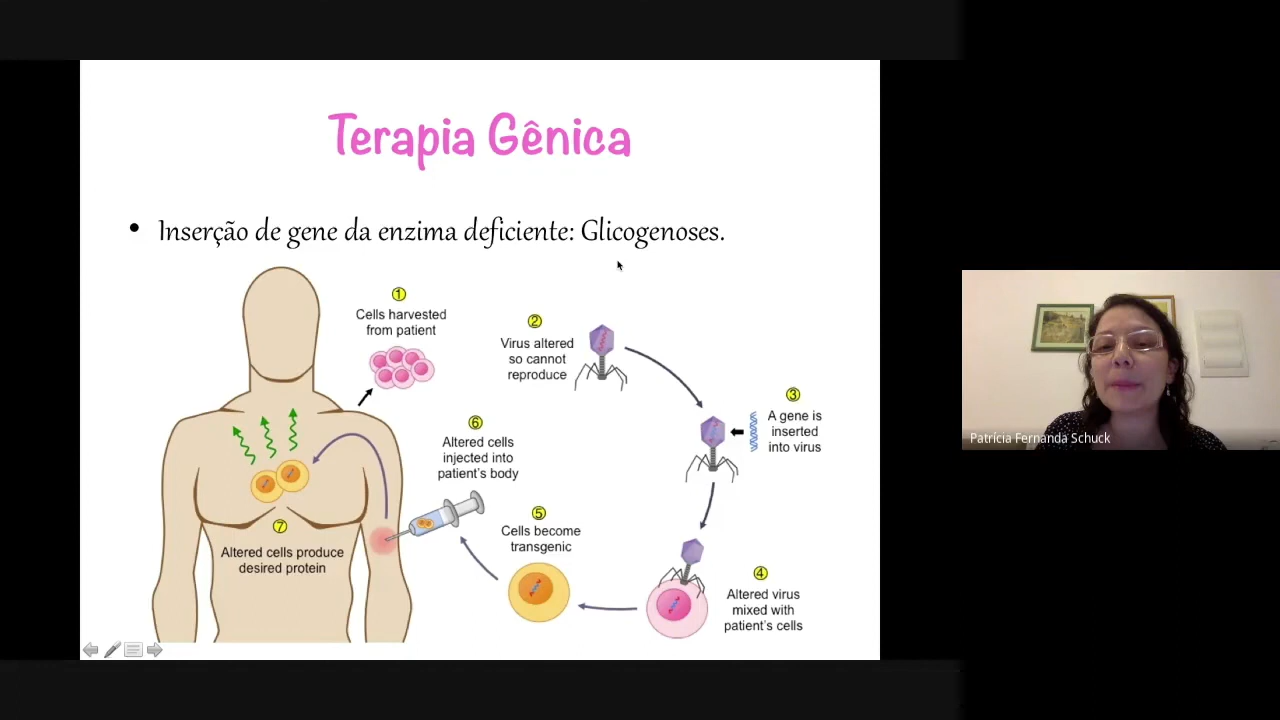 Terapia Gênica
• Inserção de gene da enzima deficiente: Glicogenoses.
1
Cells harvested
from patient
2
Virus altered
so cannot
reproduce
3
A gene is
inserted
into virus
4
Altered virus
mixed with
patient's cells
5
Cells become
transgenic
6
Altered cells
injected into
patient's body
7
Altered cells produce
desired protein
Patrícia Fernanda Schuck